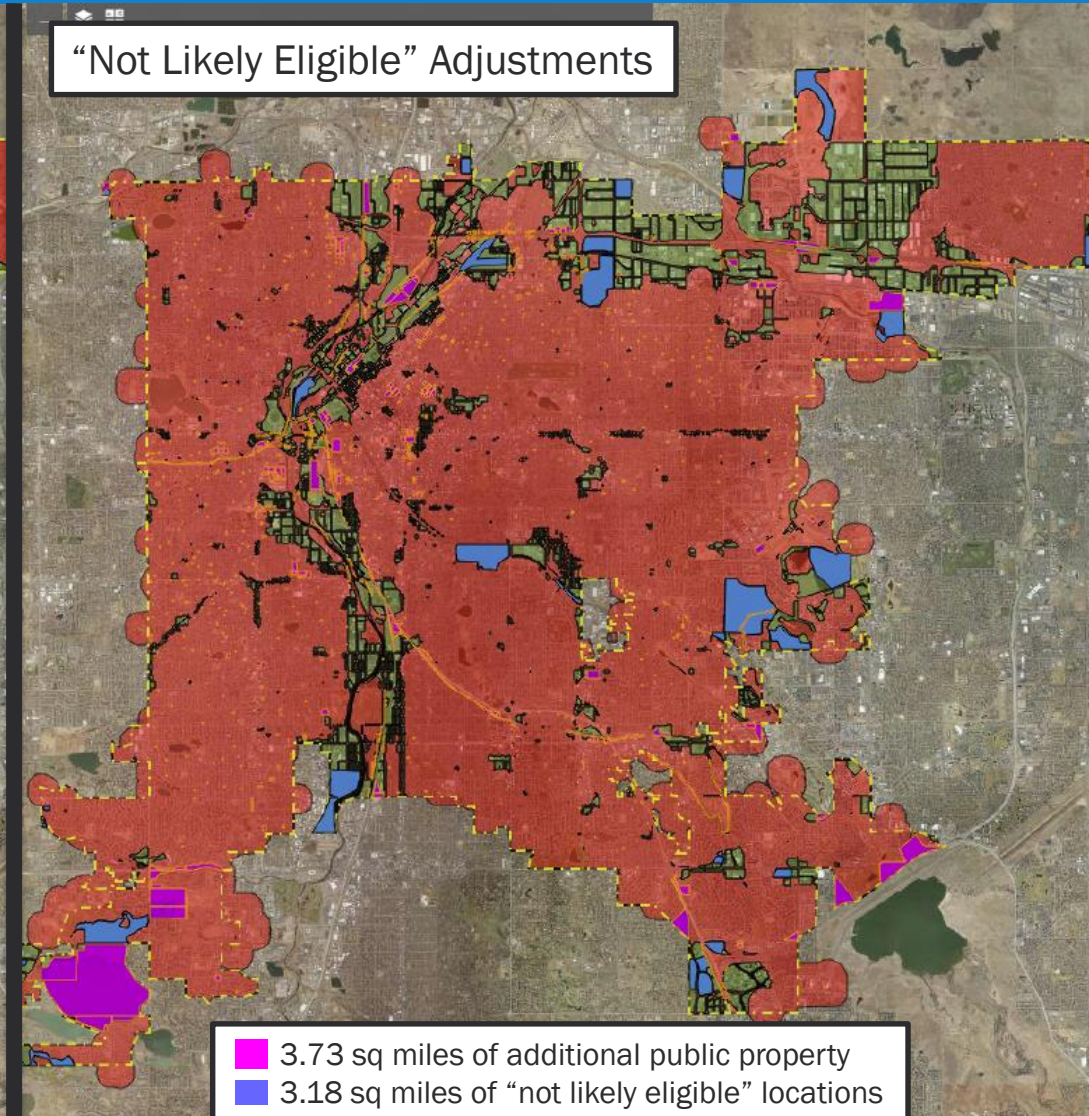 “Not Likely Eligible” Adjustments
3.73 sq miles of additional public property
3.18 sq miles of “not likely eligible” locations